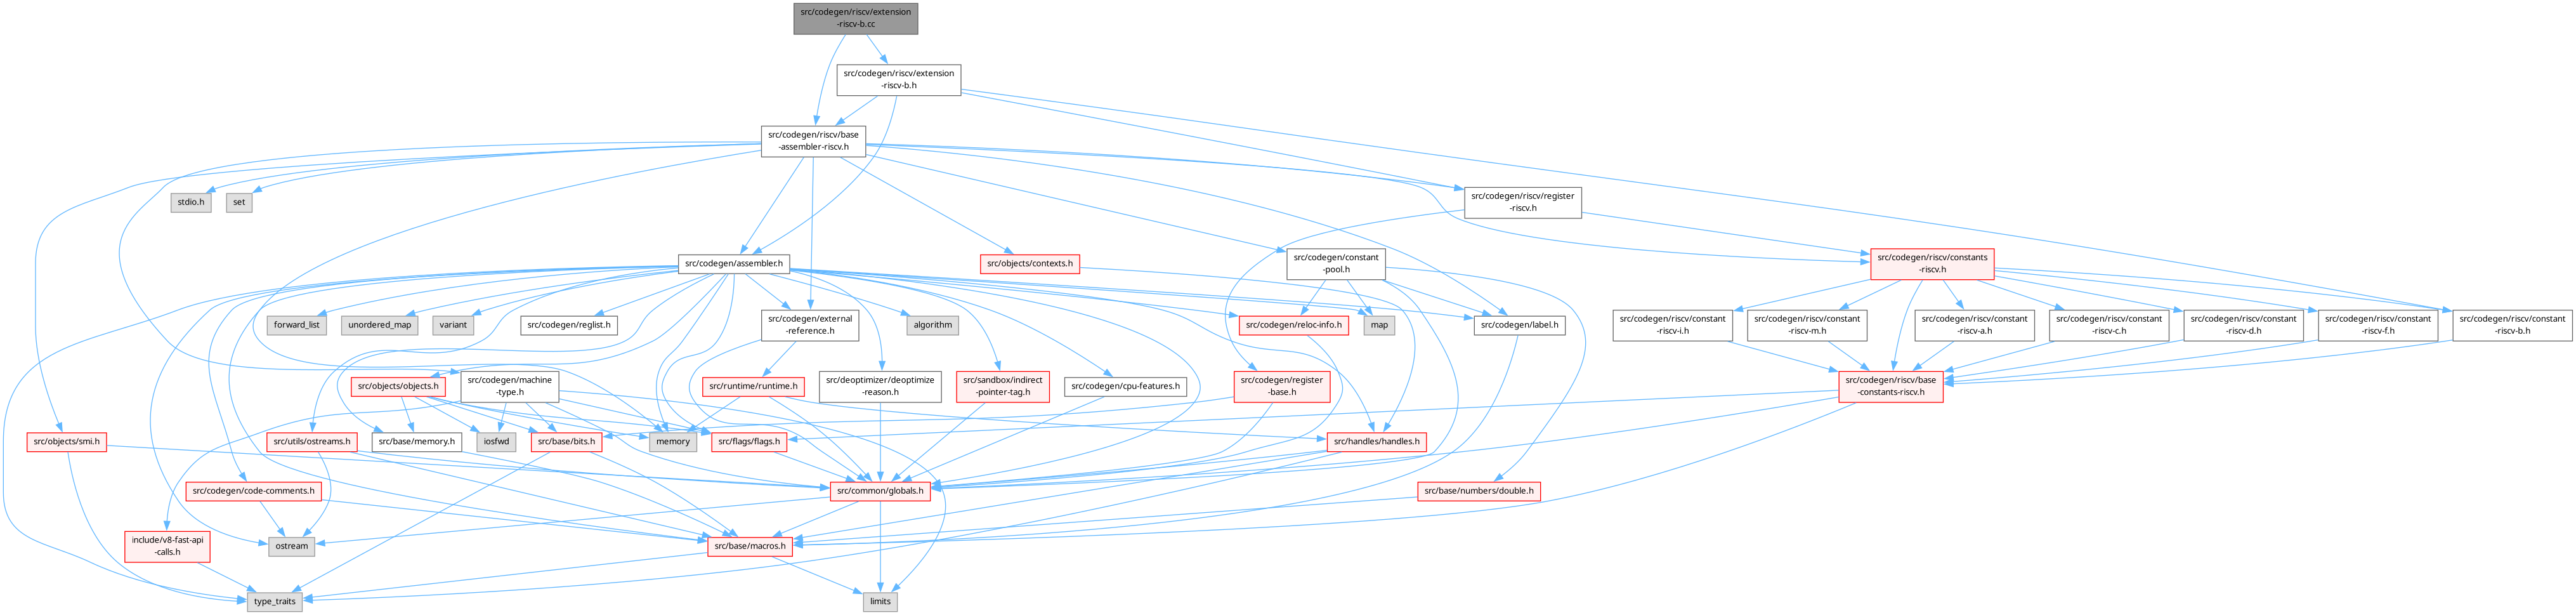 src/codegen/riscv/extension
-riscv-b.cc
src/codegen/riscv/extension
-riscv-b.h
src/codegen/riscv/base
-assembler-riscv.h
stdio.h
set
src/codegen/riscv/register
-riscv.h
src/codegen/assembler.h
src/objects/contexts.h
src/codegen/constant
-pool.h
src/codegen/riscv/constants
-riscv.h
forward_list
unordered_map
variant
src/codegen/reglist.h
src/codegen/external
-reference.h
algorithm
src/codegen/reloc-info.h
map
src/codegen/label.h
src/codegen/riscv/constant
-riscv-i.h
src/codegen/riscv/constant
-riscv-m.h
src/codegen/riscv/constant
-riscv-a.h
src/codegen/riscv/constant
-riscv-c.h
src/codegen/riscv/constant
-riscv-d.h
src/codegen/riscv/constant
-riscv-f.h
src/codegen/riscv/constant
-riscv-b.h
src/objects/objects.h
src/codegen/machine
-type.h
src/runtime/runtime.h
src/deoptimizer/deoptimize
-reason.h
src/sandbox/indirect
-pointer-tag.h
src/codegen/cpu-features.h
src/codegen/register
-base.h
src/codegen/riscv/base
-constants-riscv.h
src/objects/smi.h
src/utils/ostreams.h
src/base/memory.h
iosfwd
src/base/bits.h
memory
src/flags/flags.h
src/handles/handles.h
src/codegen/code-comments.h
src/common/globals.h
src/base/numbers/double.h
include/v8-fast-api
-calls.h
ostream
src/base/macros.h
type_traits
limits